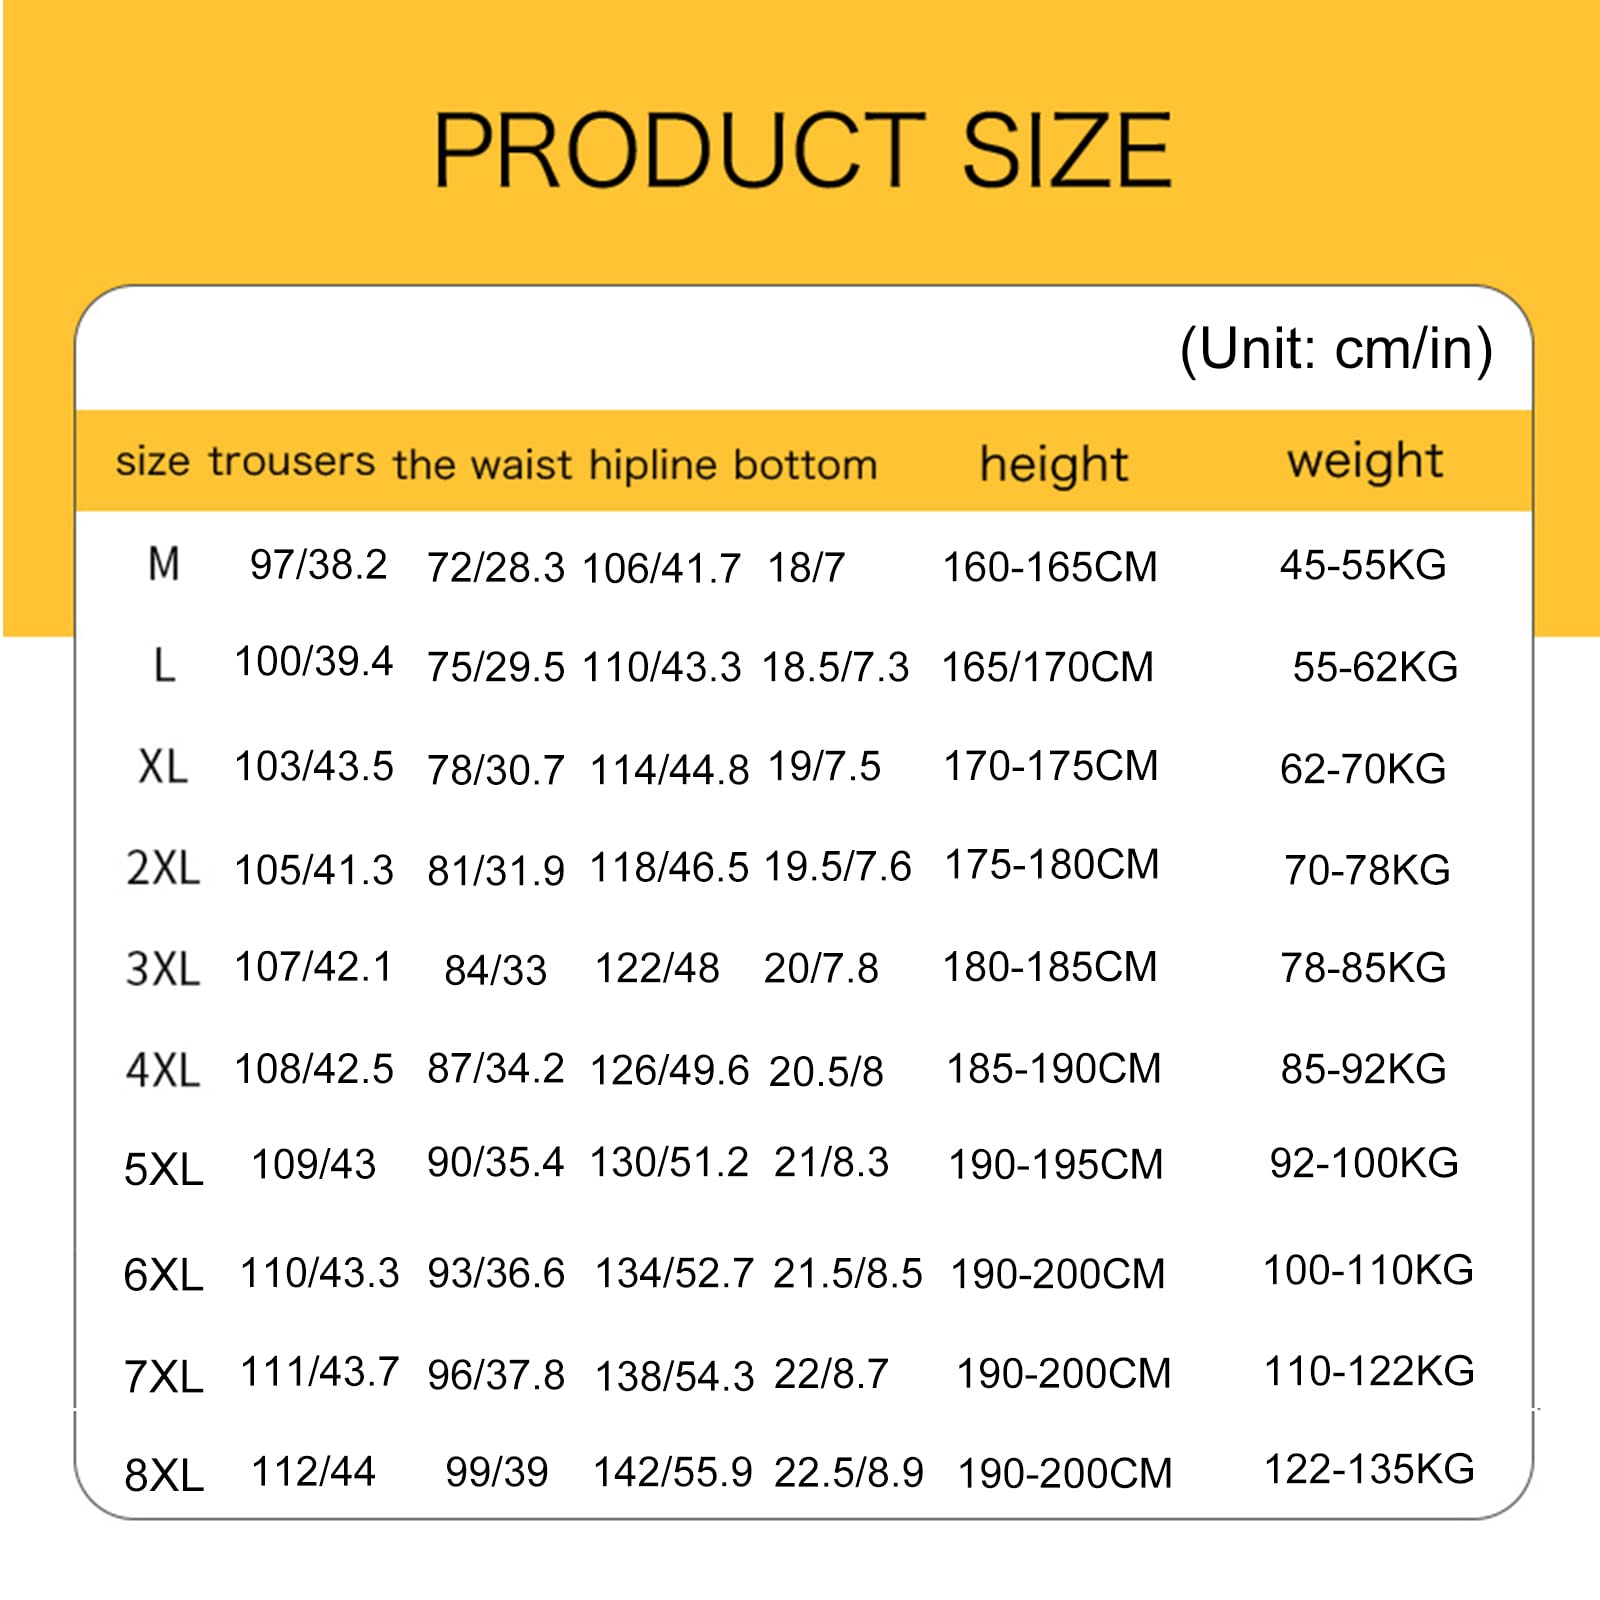 PRODUCT SIZE
(Unit: cm/in)
size trousers the waist hipline bottom height weight
M 97/38.2 72/28.3 106/41.7 18/7 160-165CM 45-55KG
L 100/39.4 75/29.5 110/43.3 18.5/7.3 165/170CM 55-62KG
XL 103/43.5 78/30.7 114/44.8 19/7.5 170-175CM 62-70KG
2XL 105/41.3 81/31.9 118/46.5 19.5/7.6 175-180CM 70-78KG
3XL 107/42.1 84/33 122/48 20/7.8 180-185CM 78-85KG
4XL 108/42.5 87/34.2 126/49.6 20.5/8 185-190CM 85-92KG
5XL 109/43 90/35.4 130/51.2 21/8.3 190-195CM 92-100KG
6XL 110/43.3 93/36.6 134/52.7 21.5/8.5 190-200CM 100-110KG
7XL 111/43.7 96/37.8 138/54.3 22/8.7 190-200CM 110-122KG
8XL 112/44 99/39 142/55.9 22.5/8.9 190-200CM 122-135KG